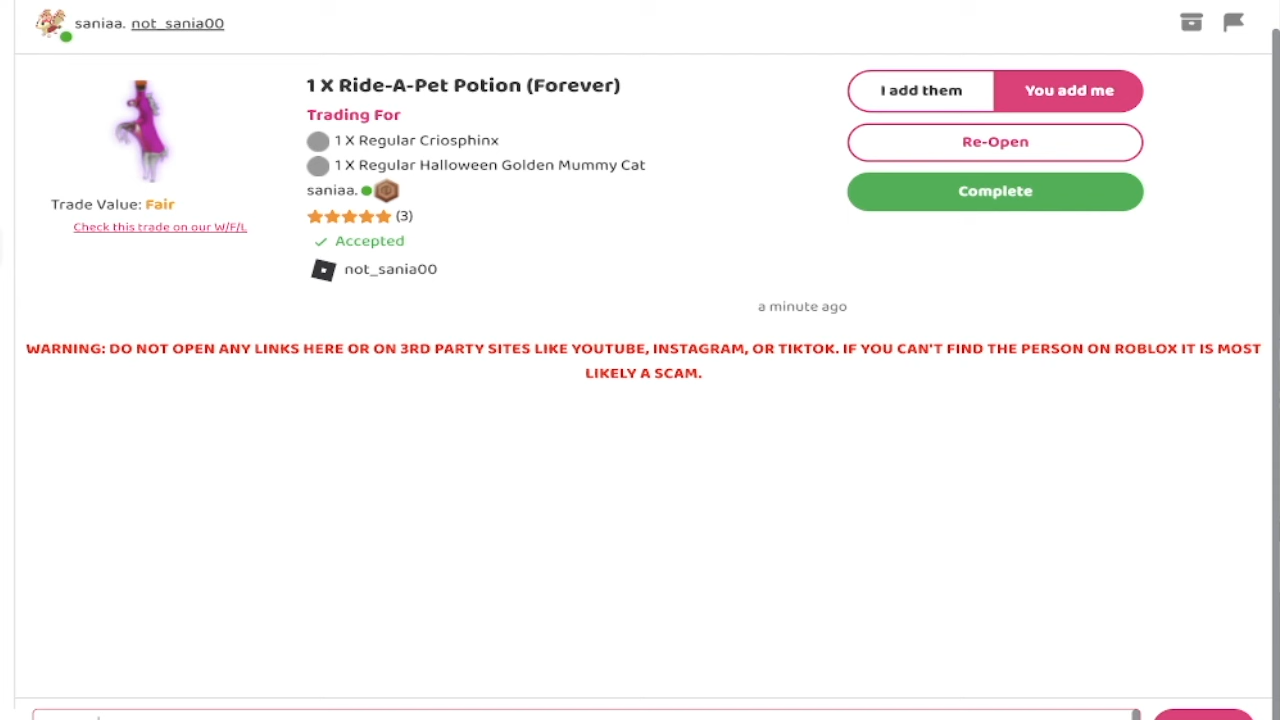 saniaa. not_sania00
1 X Ride-A-Pet Potion (Forever)
Trading For
1 X Regular Criosphinx
1 X Regular Halloween Golden Mummy Cat
saniaa.
(3)
Accepted
not_sania00
Trade Value: Fair
Check this trade on our W/F/L
I add them
You add me
Re-Open
Complete
a minute ago
WARNING: DO NOT OPEN ANY LINKS HERE OR ON 3RD PARTY SITES LIKE YOUTUBE, INSTAGRAM, OR TIKTOK. IF YOU CAN'T FIND THE PERSON ON ROBLOX IT IS MOST
LIKELY A SCAM.